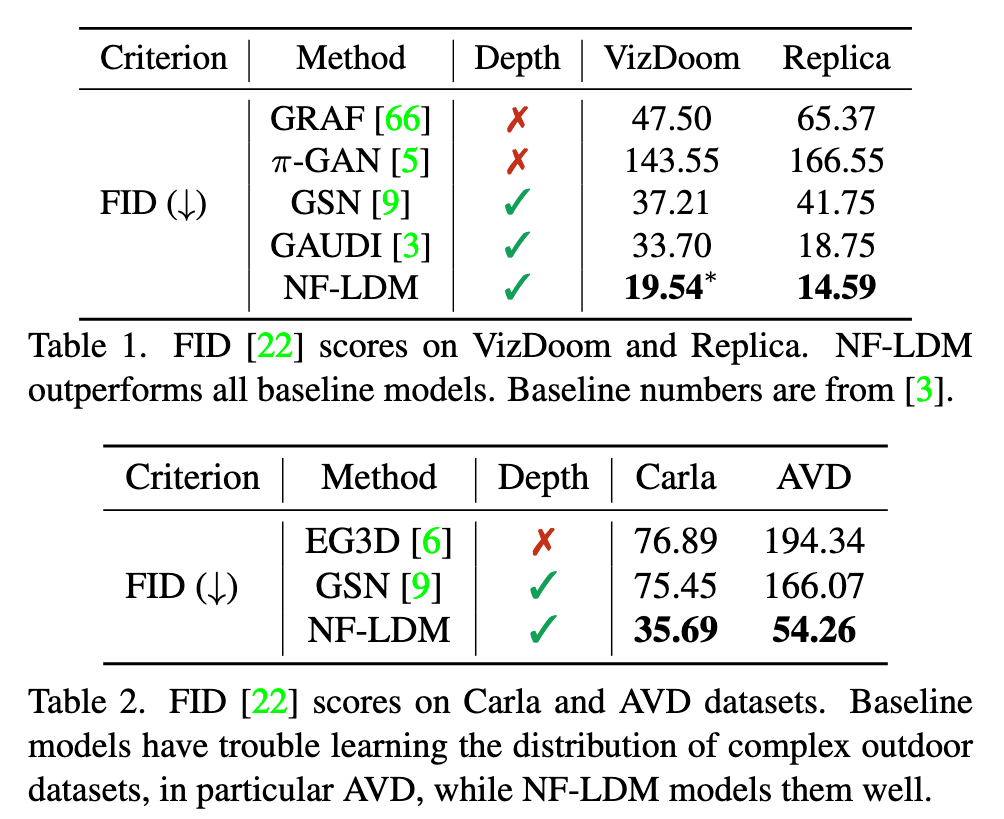 Criterion Method Depth VizDoom Replica
GRAF [66] ✗ 47.50 65.37
π-GAN [5] ✗ 143.55 166.55
FID (↓) GSN [9] ✓ 37.21 41.75
GAUDI [3] ✓ 33.70 18.75
NF-LDM ✓ 19.54* 14.59
Table 1. FID [22] scores on VizDoom and Replica. NF-LDM
outperforms all baseline models. Baseline numbers are from [3].
Criterion Method Depth Carla AVD
EG3D [6] ✗ 76.89 194.34
FID (↓) GSN [9] ✓ 75.45 166.07
NF-LDM ✓ 35.69 54.26
Table 2. FID [22] scores on Carla and AVD datasets. Baseline
models have trouble learning the distribution of complex outdoor
datasets, in particular AVD, while NF-LDM models them well.